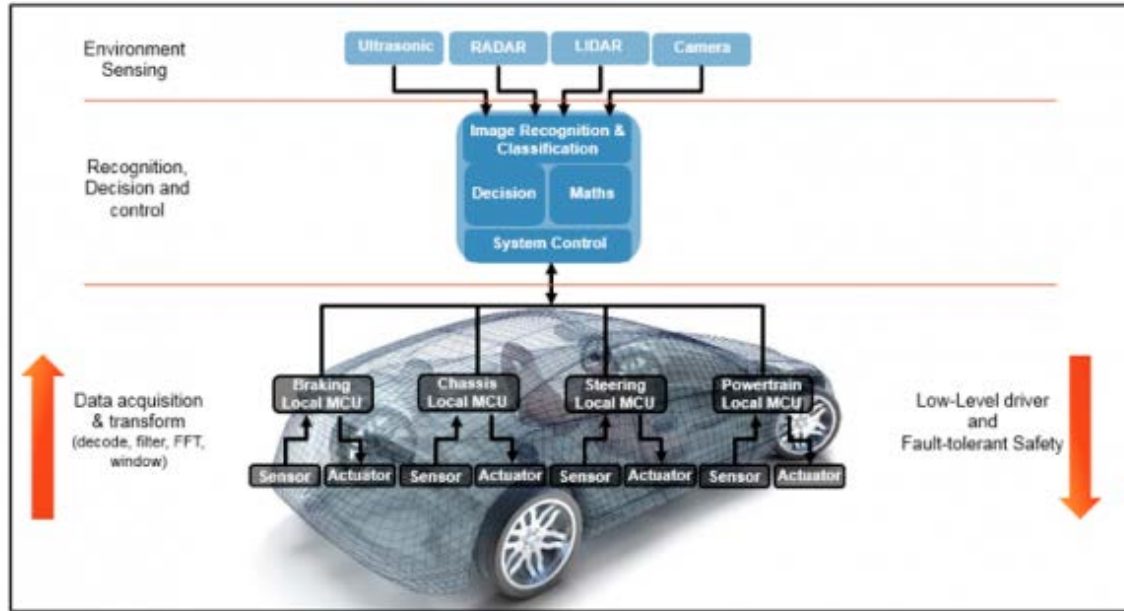 Environment
Sensing
Ultrasonic
RADAR
LIDAR
Camera
Image Recognition &
Classification
Decision
Maths
System Control
Recognition,
Decision and
control
Braking
Local MCU
Chassis
Local MCU
Steering
Local MCU
Powertrain
Local MCU
Sensor
Actuator
Sensor
Actuator
Sensor
Actuator
Sensor
Actuator
Data acquisition
& transform
(decode, filter, FFT,
window)
Low-Level driver
and
Fault-tolerant Safety